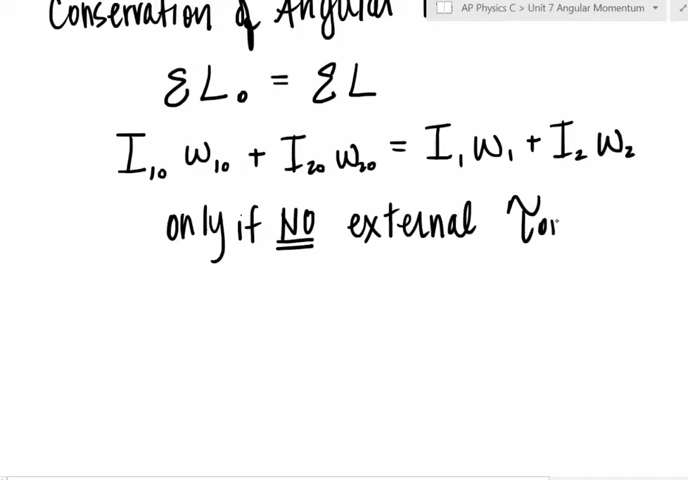 AP Physics C > Unit 7 Angular Momentum
Conservation of Angular
ΣL₀ = ΣL
I₁₀ ω₁₀ + I₂₀ ω₂₀ = I₁ ω₁ + I₂ ω₂
only if NO external τor